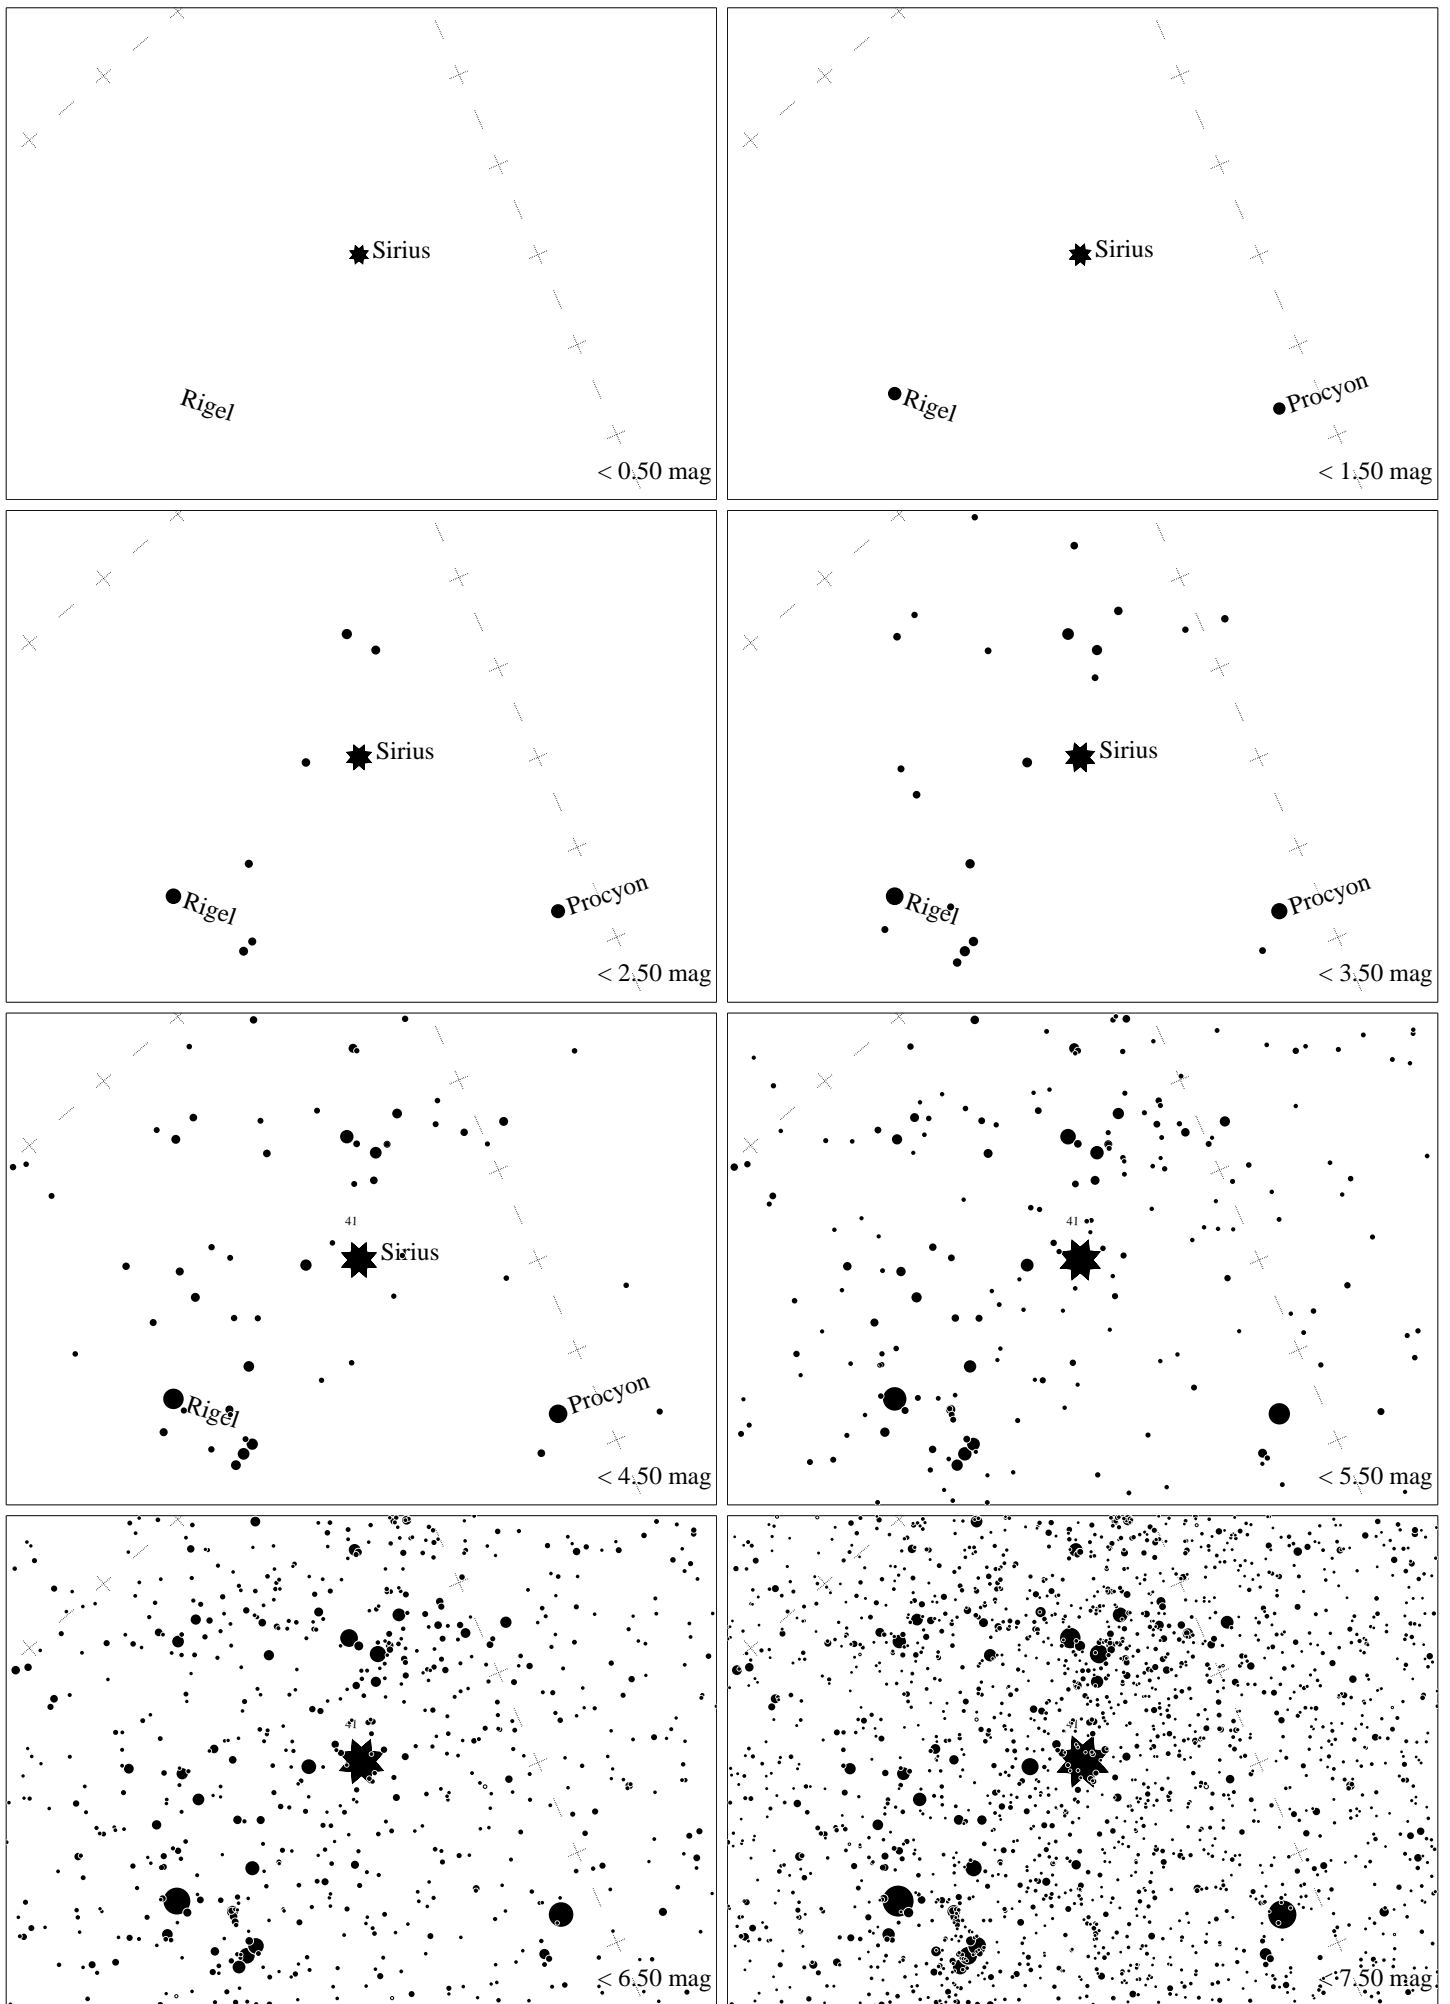 Sirius
Rigel
< 0.50 mag
Sirius
Rigel
Procyon
< 1.50 mag
Sirius
Rigel
Procyon
< 2.50 mag
Sirius
Rigel
Procyon
< 3.50 mag
41
Sirius
Rigel
Procyon
< 4.50 mag
41
< 5.50 mag
41
< 6.50 mag
41
< 7.50 mag